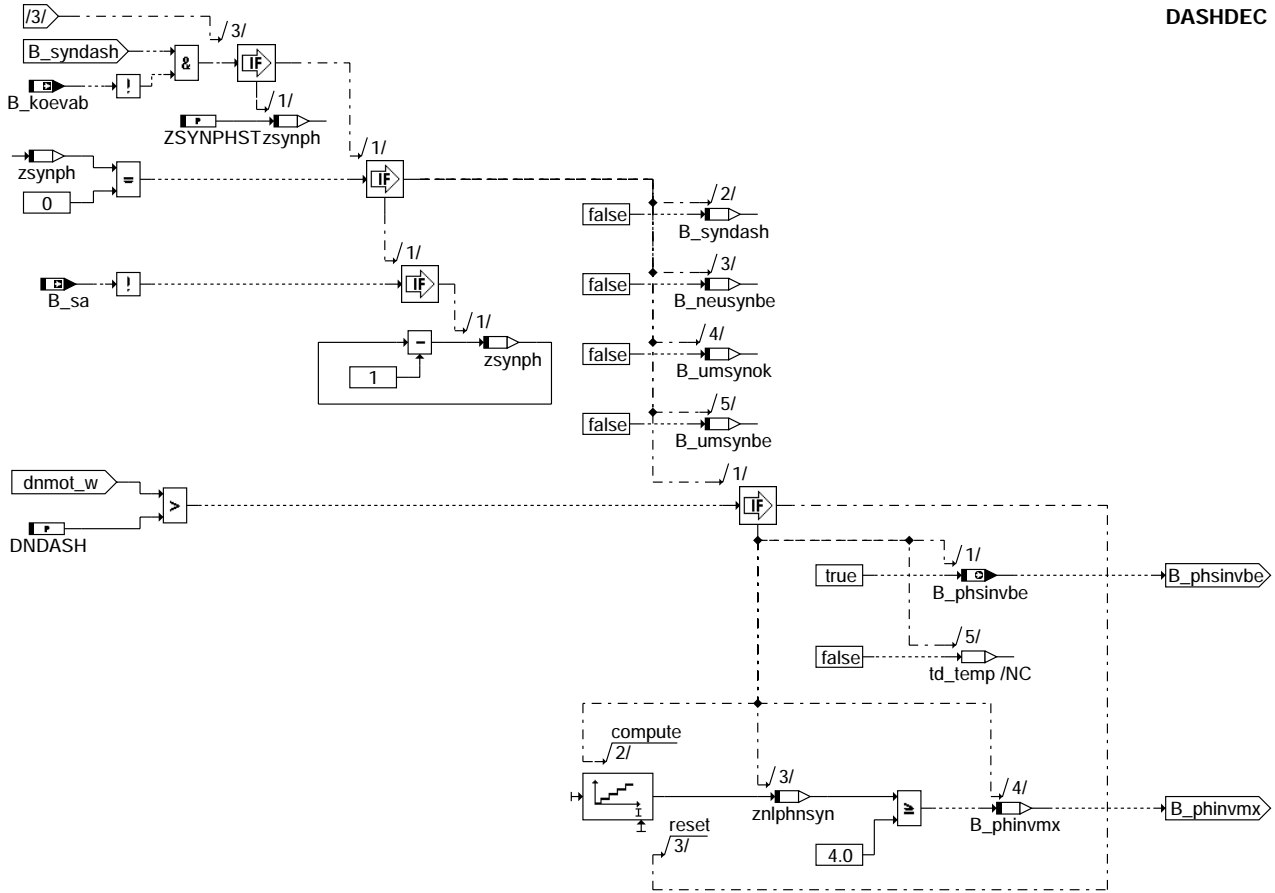 DASHDEC
/3/
/3/
B_syndash
&
IF
B_koevab
!
/1/
ZSYNPHST
zsynph
P
/1/
zsynph
=
IF
0
/2/
false
B_syndash
/1/
/3/
B_sa
!
IF
false
B_neusynbe
/1/
/4/
-
zsynph
false
B_umsynok
1
/5/
false
B_umsynbe
/1/
dnmot_w
>
IF
P
DNDASH
/1/
true
B_phsinvbe
B_phsinvbe
/5/
false
td_temp /NC
compute
2/
/3/
/4/
I
znlphnsyn
≥
B_phinvmx
B_phinvmx
reset
3/
4.0